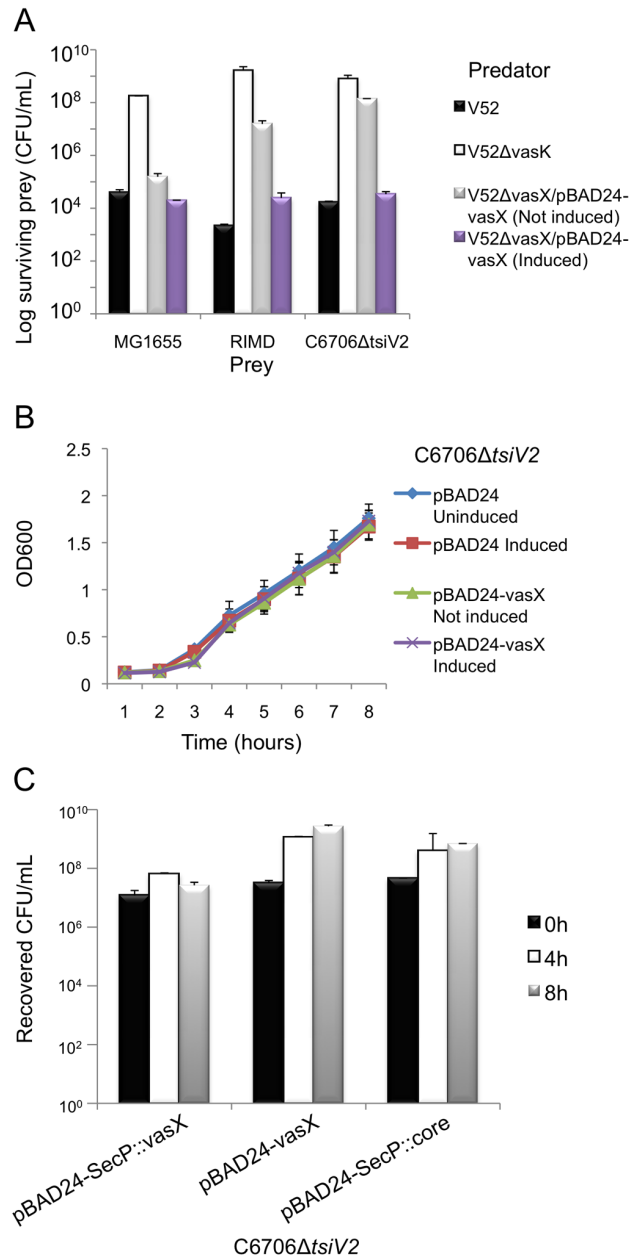 A
Log surviving prey (CFU/mL)
10^10
10^8
10^6
10^4
10^2
10^0
MG1655
RIMD
C6706ΔtsiV2
Prey
Predator
V52
V52ΔvasK
V52ΔvasX/pBAD24-
vasX (Not induced)
V52ΔvasX/pBAD24-
vasX (Induced)
B
OD600
2.5
2
1.5
1
0.5
0
1 2 3 4 5 6 7 8
Time (hours)
C6706ΔtsiV2
pBAD24
Uninduced
pBAD24 Induced
pBAD24-vasX
Not induced
pBAD24-vasX
Induced
C
Recovered CFU/mL
10^10
10^8
10^6
10^4
10^2
10^0
pBAD24-SecP::vasX
pBAD24-vasX
pBAD24-SecP::core
C6706ΔtsiV2
0h
4h
8h